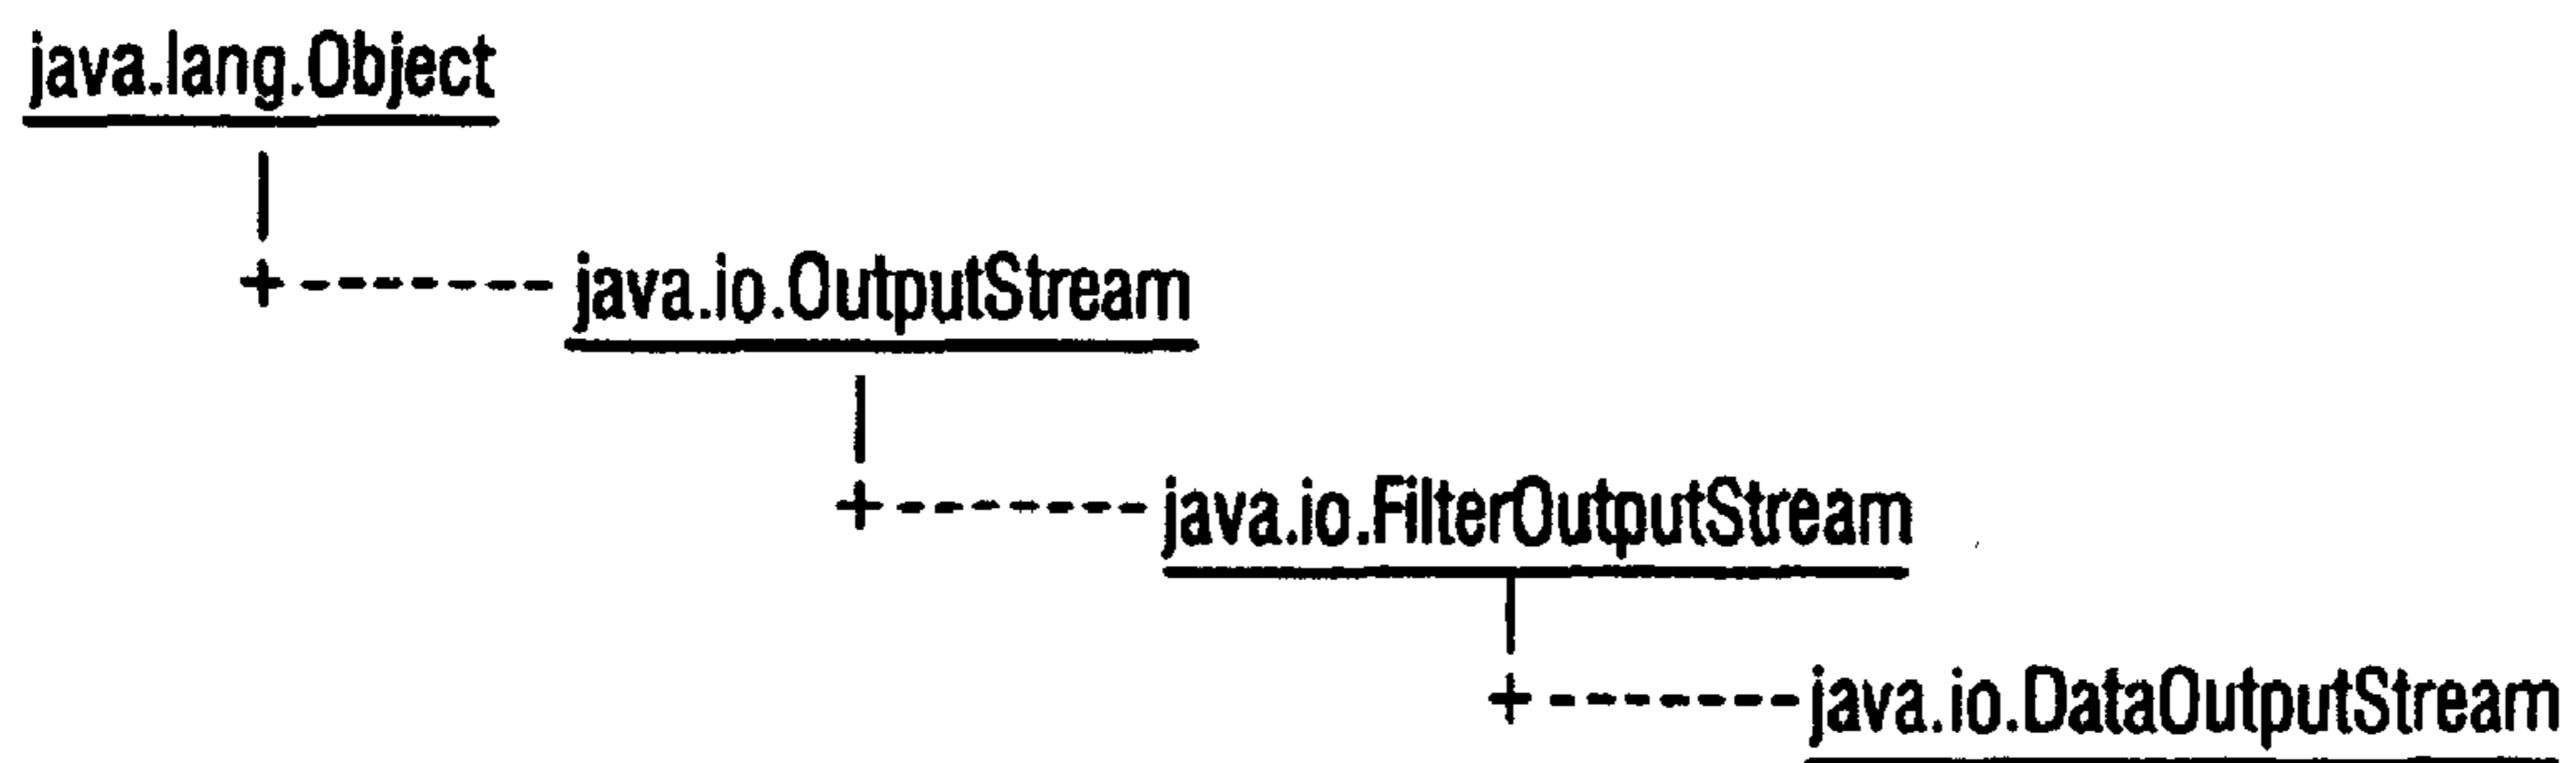 java.lang.Object
|
+------- java.io.OutputStream
|
+-------java.io.FilterOutputStream
|
+-------java.io.DataOutputStream